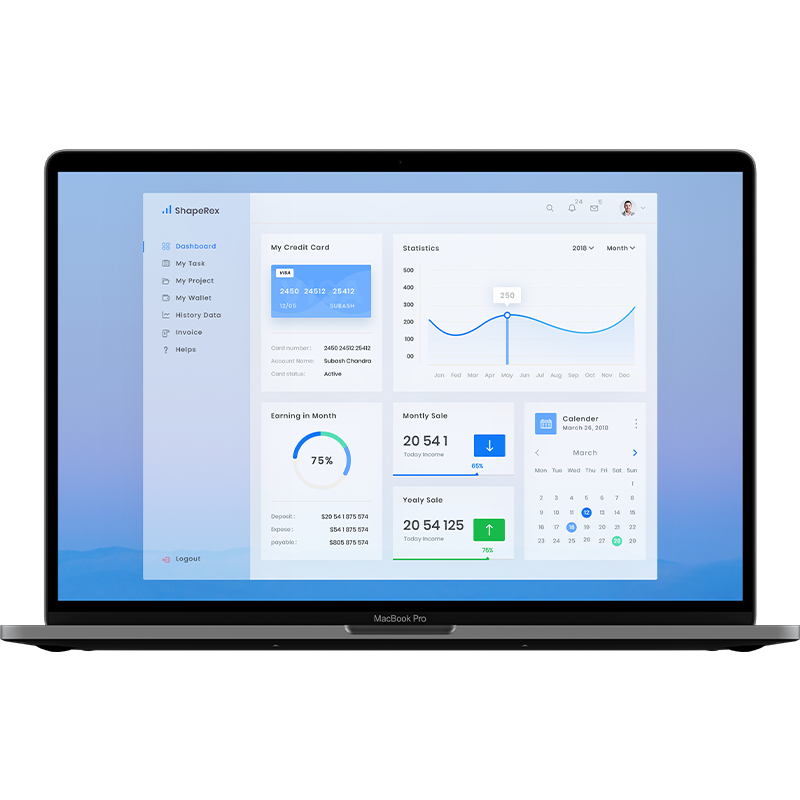 ShapeRex
24
5
Dashboard
My Task
My Project
My Wallet
History Data
Invoice
Helps
Logout
My Credit Card
VISA
2450 24512 25412
12/05 SUBASH
Card number : 2450 24512 25412
Account Name: Subash Chandra
Card status: Active
Statistics
2018 Month
500
400
300
200
100
00
250
Jan Fed Mar Apr May Jun Jul Aug Sep Oct Nov Dec
Earning in Month
75%
Deposit : $20 54 1 875 574
Expese : $54 1 875 574
payable : $805 875 574
Montly Sale
20 54 1
Today Income
65%
Yealy Sale
20 54 125
Today Income
75%
Calender
March 26, 2018
March
Mon Tue Wed Thu Fri Sat Sun
1
2 3 4 5 6 7 8
9 10 11 12 13 14 15
16 17 18 19 20 21 22
23 24 25 26 27 28 29
MacBook Pro